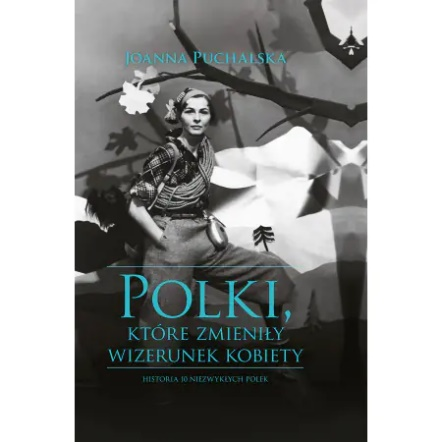 JOANNA PUCHALSKA
POLKI,
KTÓRE ZMIENIŁY
WIZERUNEK KOBIETY
HISTORIA 10 NIEZWYKŁYCH POLEK